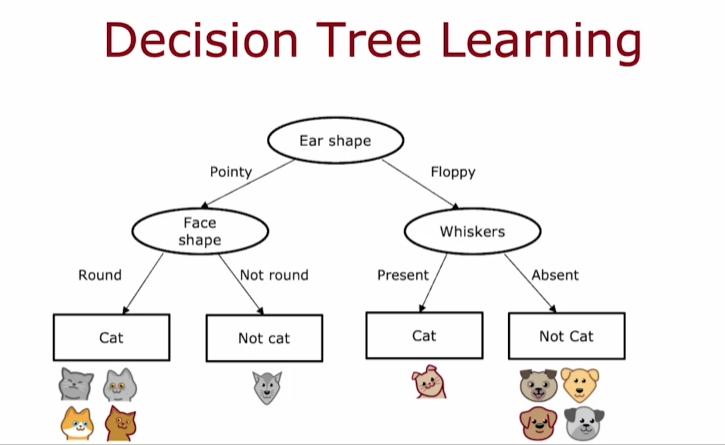 Decision Tree Learning
Ear shape
Pointy
Floppy
Face
shape
Whiskers
Round
Not round
Present
Absent
Cat
Not cat
Cat
Not Cat